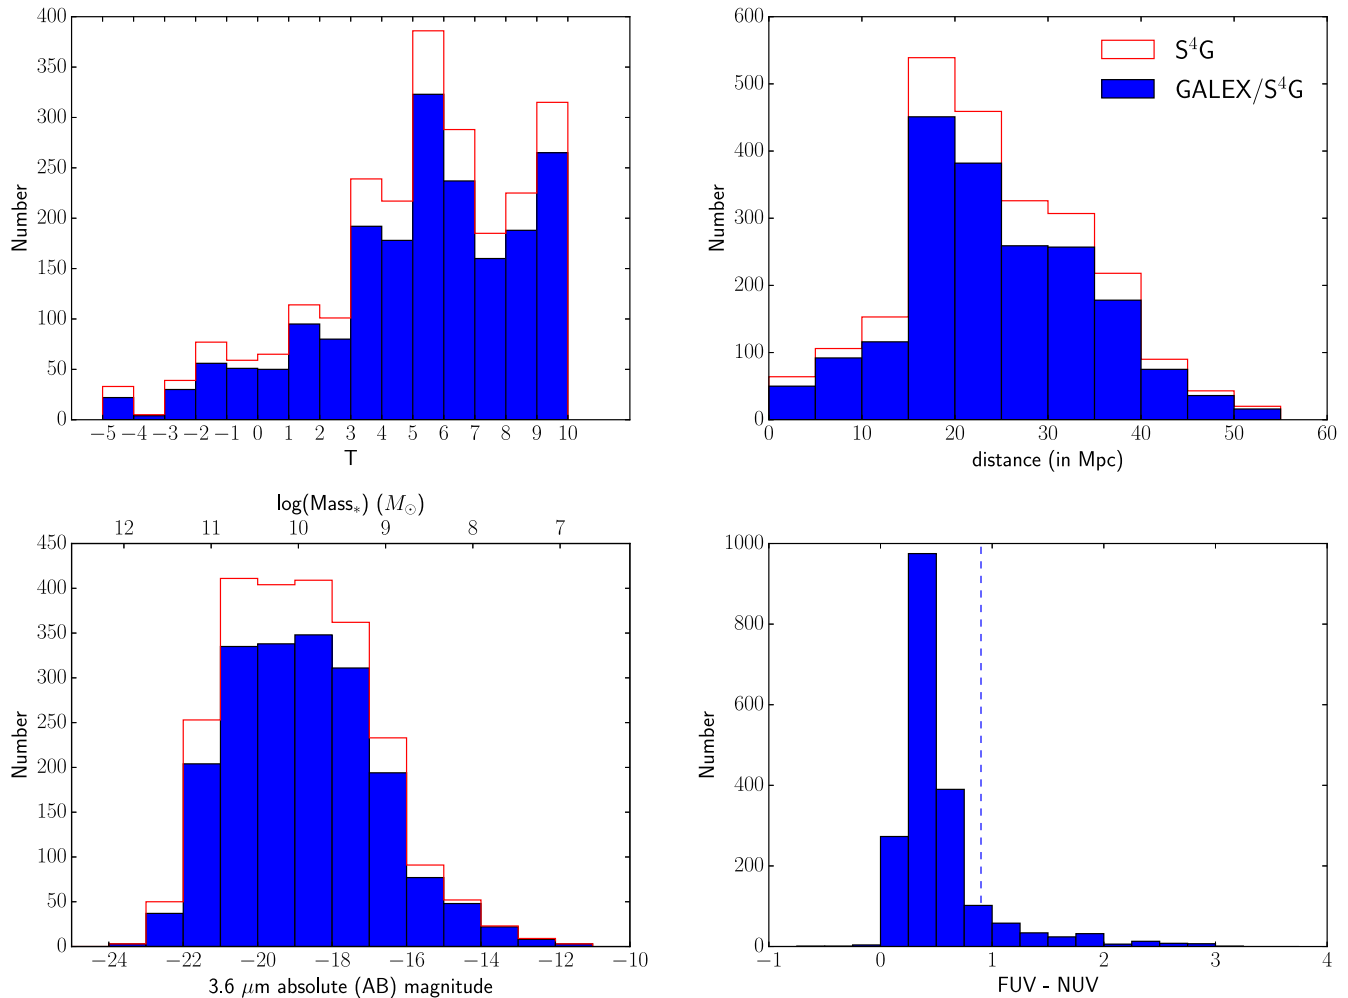 400
350
300
250
200
150
100
50
0
Number
−5 −4 −3 −2 −1 0 1 2 3 4 5 6 7 8 9 10
T
600
500
400
300
200
100
0
Number
S⁴G
GALEX/S⁴G
0 10 20 30 40 50 60
distance (in Mpc)
log(Mass∗) (M⊙)
12 11 10 9 8 7
450
400
350
300
250
200
150
100
50
0
Number
−24 −22 −20 −18 −16 −14 −12 −10
3.6 μm absolute (AB) magnitude
1000
800
600
400
200
0
Number
−1 0 1 2 3 4
FUV - NUV